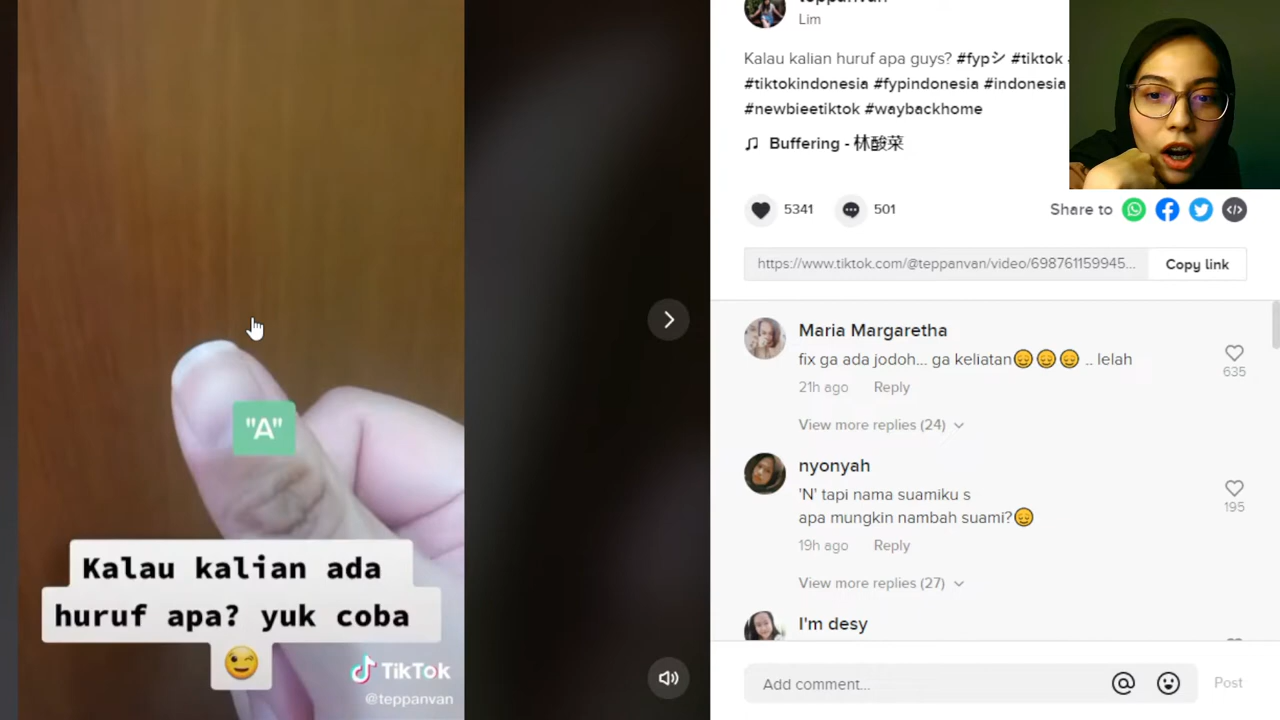 "A"
Kalau kalian ada
huruf apa? yuk coba
😉
TikTok
@teppanvan
teppanvan
Lim
Kalau kalian huruf apa guys? #fypシ #tiktok
#tiktokindonesia #fypindonesia #indonesia
#newbieetiktok #waybackhome
♫ Buffering - 林酸菜
5341
501
Share to
https://www.tiktok.com/@teppanvan/video/698761159945...
Copy link
Maria Margaretha
fix ga ada jodoh... ga keliatan😔😔😔 .. lelah
635
21h ago Reply
View more replies (24)
nyonyah
'N' tapi nama suamiku s
apa mungkin nambah suami?😔
195
19h ago Reply
View more replies (27)
I'm desy
Add comment...
@
Post